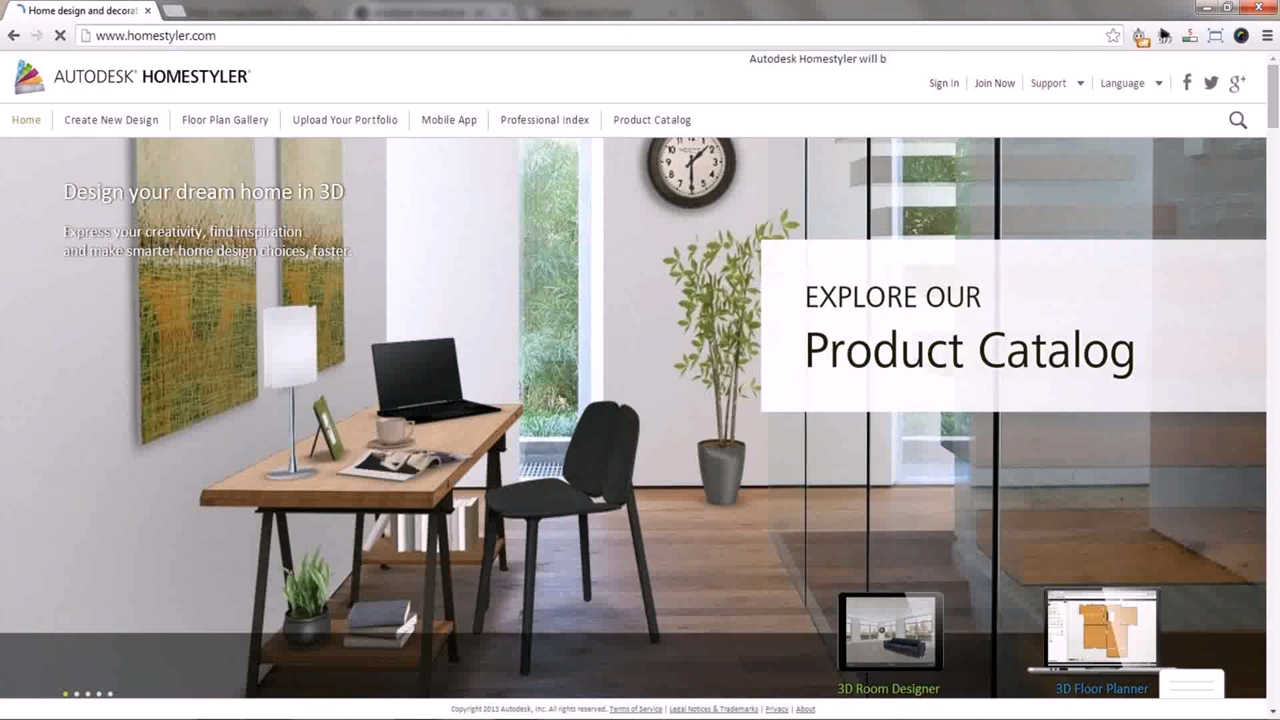 Home design and decorat
www.homestyler.com
Autodesk Homestyler will b
AUTODESK® HOMESTYLER®
Sign In
Join Now
Support
Language
Home
Create New Design
Floor Plan Gallery
Upload Your Portfolio
Mobile App
Professional Index
Product Catalog
Design your dream home in 3D
Express your creativity, find inspiration
and make smarter home design choices, faster.
EXPLORE OUR
Product Catalog
3D Room Designer
3D Floor Planner
Copyright 2013 Autodesk, Inc. All rights reserved. Terms of Service | Legal Notices & Trademarks | Privacy | About